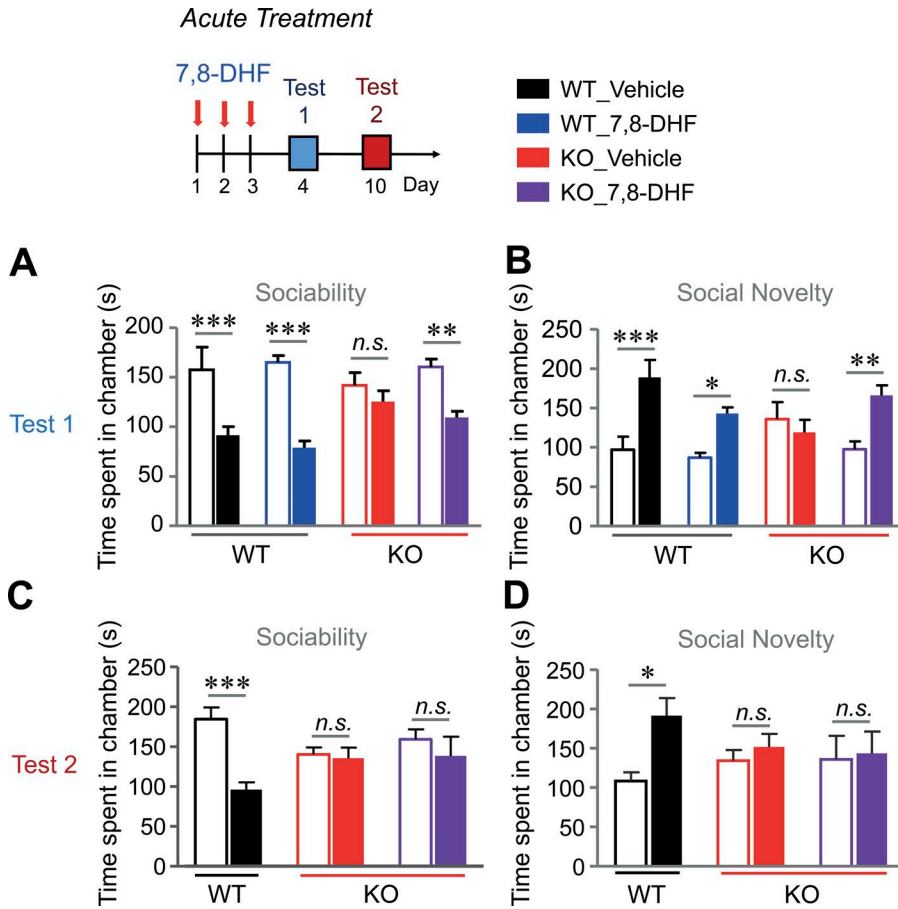 Acute Treatment
7,8-DHF
Test
1
Test
2
1 2 3 4 10 Day
WT_Vehicle
WT_7,8-DHF
KO_Vehicle
KO_7,8-DHF
A
Sociability
Time spent in chamber (s)
200
150
100
50
0
*** *** n.s. **
WT KO
B
Social Novelty
Time spent in chamber (s)
250
200
150
100
50
0
*** * n.s. **
WT KO
Test 1
C
Sociability
Time spent in chamber (s)
250
200
150
100
50
0
*** n.s. n.s.
WT KO
D
Social Novelty
Time spent in chamber (s)
250
200
150
100
50
0
* n.s. n.s.
WT KO
Test 2